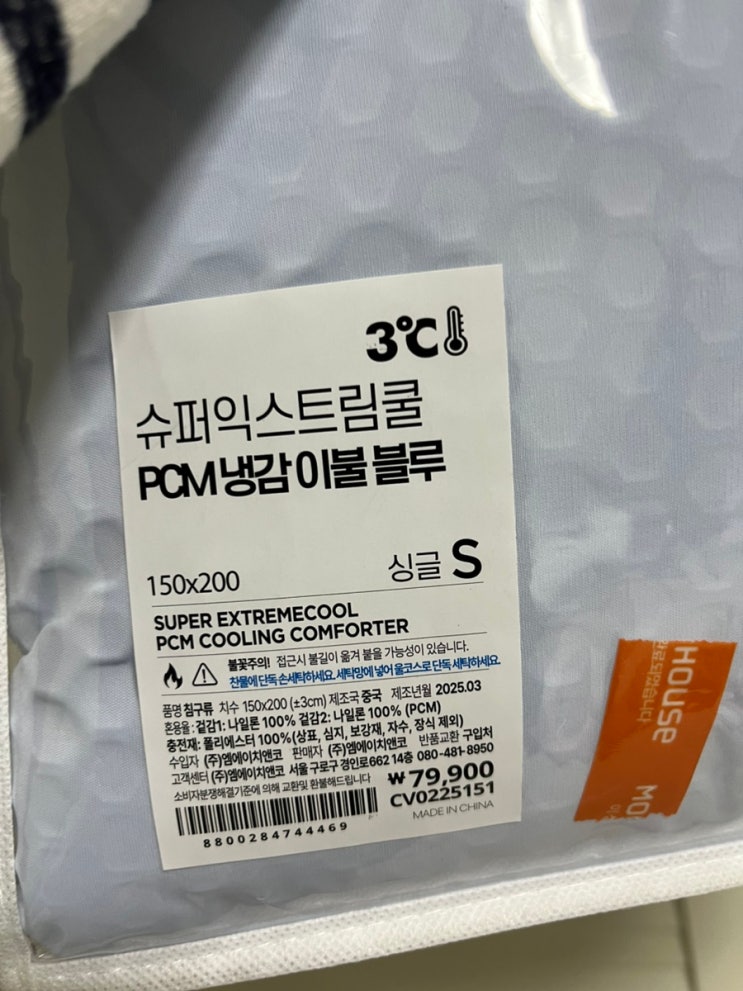 3℃
슈퍼익스트림쿨
PCM 냉감 이불 블루
150x200 싱글 S
SUPER EXTREMECOOL
PCM COOLING COMFORTER
불꽃주의! 접근시 불길이 옮겨 붙을 가능성이 있습니다.
찬물에 단독 손세탁하세요. 세탁망에 넣어 울코스로 단독 세탁하세요.
품명 침구류 치수 150x200 (±3cm) 제조국 중국 제조년월 2025.03
혼용율: 겉감1: 나일론 100% 겉감2: 나일론 100% (PCM)
충전재: 폴리에스터 100% (상표, 심지, 보강재, 자수, 장식 제외)
수입자 (주)엠에이치앤코 판매자 (주)엠에이치앤코 반품교환 구입처
고객센터 (주)엠에이치앤코 서울 구로구 경인로662 14층 080-481-8950
소비자분쟁해결기준에 의해 교환및 환불해드립니다
₩79,900
CV0225151
MADE IN CHINA
8800284744469
HOUSe
MO